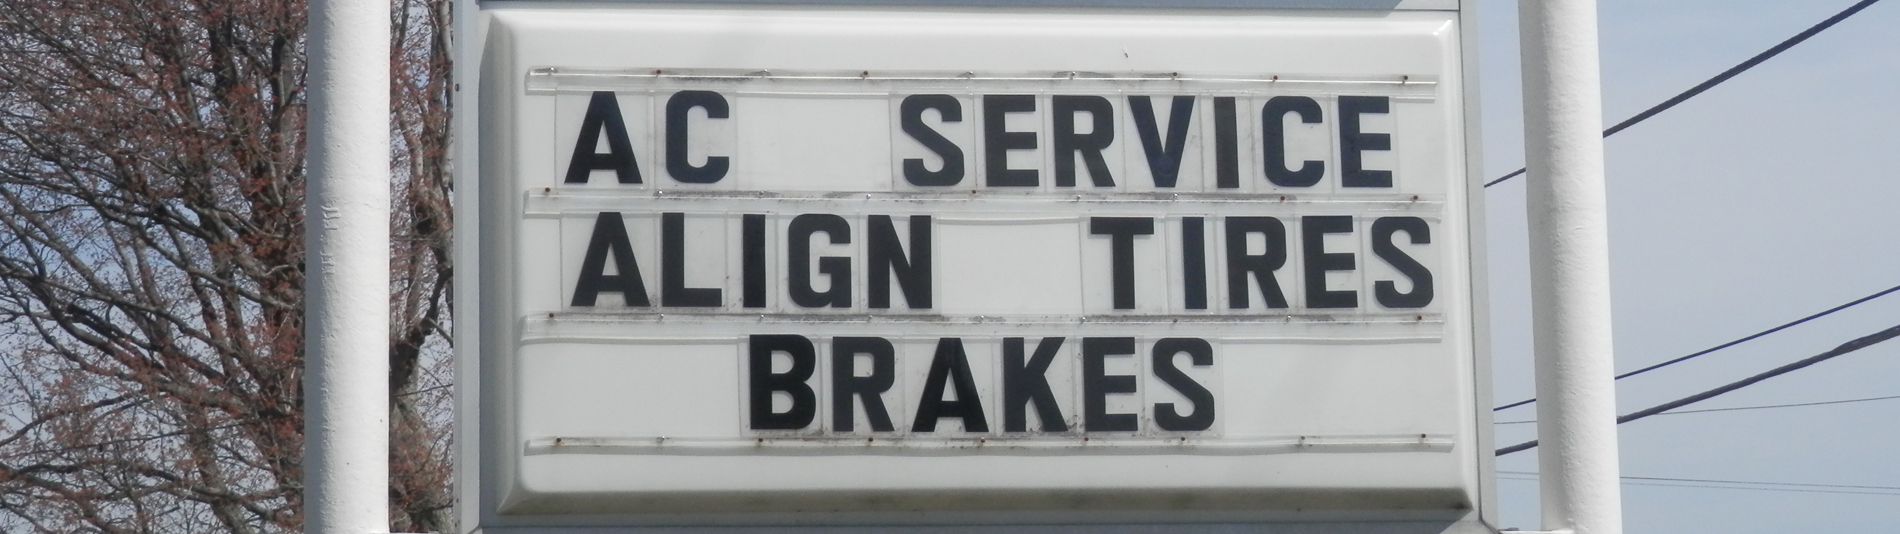 AC SERVICE
ALIGN TIRES
BRAKES